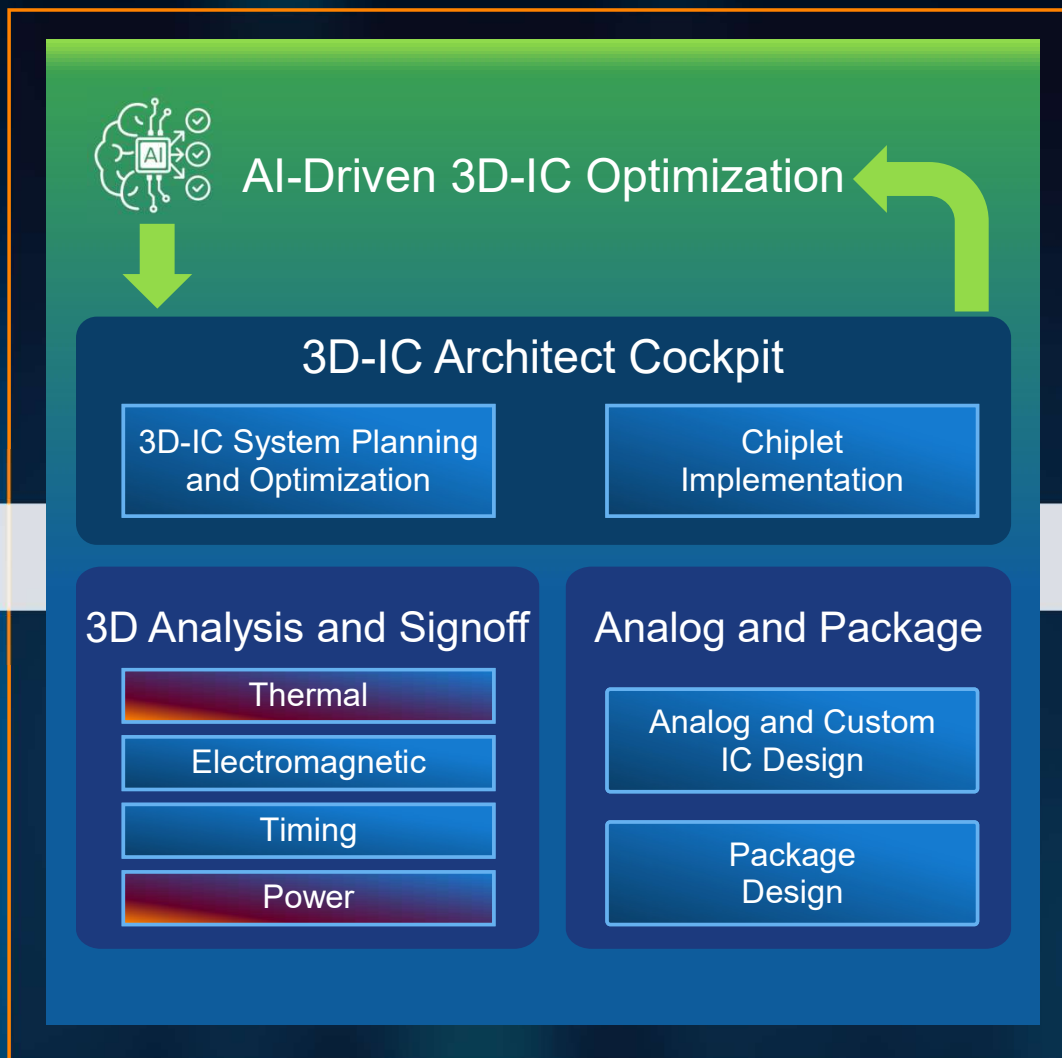 AI
AI-Driven 3D-IC Optimization
3D-IC Architect Cockpit
3D-IC System Planning
and Optimization
Chiplet
Implementation
3D Analysis and Signoff
Thermal
Electromagnetic
Timing
Power
Analog and Package
Analog and Custom
IC Design
Package
Design